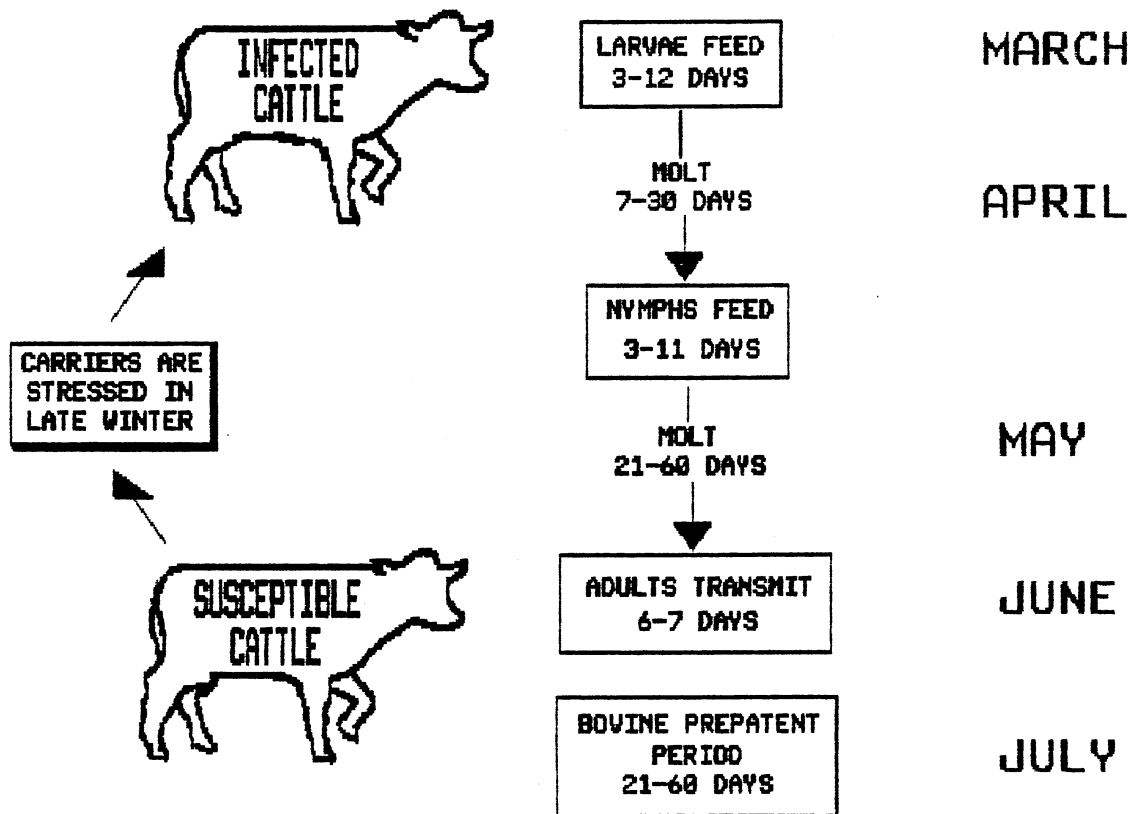 INFECTED
CATTLE
LARVAE FEED
3-12 DAYS
MARCH
MOLT
7-30 DAYS
APRIL
NYMPHS FEED
3-11 DAYS
CARRIERS ARE
STRESSED IN
LATE WINTER
MOLT
21-60 DAYS
MAY
SUSCEPTIBLE
CATTLE
ADULTS TRANSMIT
6-7 DAYS
JUNE
BOVINE PREPATENT
PERIOD
21-60 DAYS
JULY